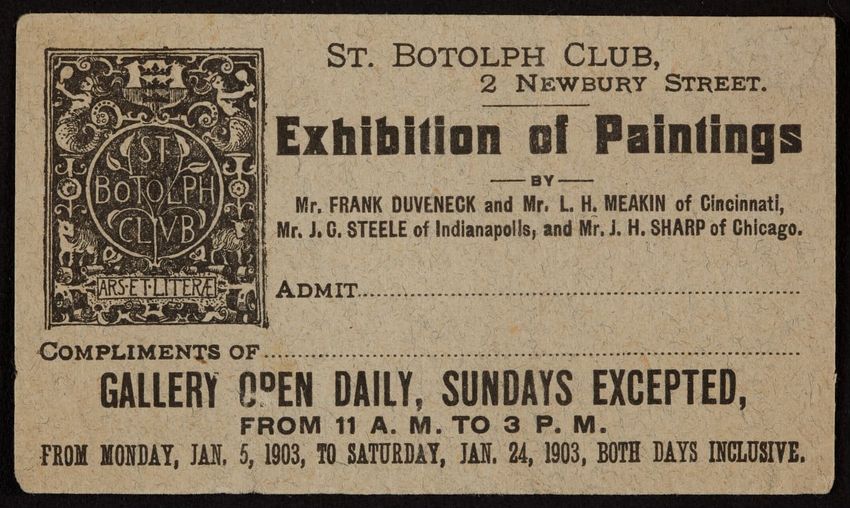 ST
BOTOLPH
CLVB
ARS·ET·LITERÆ
ST. BOTOLPH CLUB,
2 NEWBURY STREET.
Exhibition of Paintings
BY
Mr. FRANK DUVENECK and Mr. L. H. MEAKIN of Cincinnati,
Mr. J. C. STEELE of Indianapolis, and Mr. J. H. SHARP of Chicago.
ADMIT
COMPLIMENTS OF
GALLERY OPEN DAILY, SUNDAYS EXCEPTED,
FROM 11 A. M. TO 3 P. M.
FROM MONDAY, JAN. 5, 1903, TO SATURDAY, JAN. 24, 1903, BOTH DAYS INCLUSIVE.